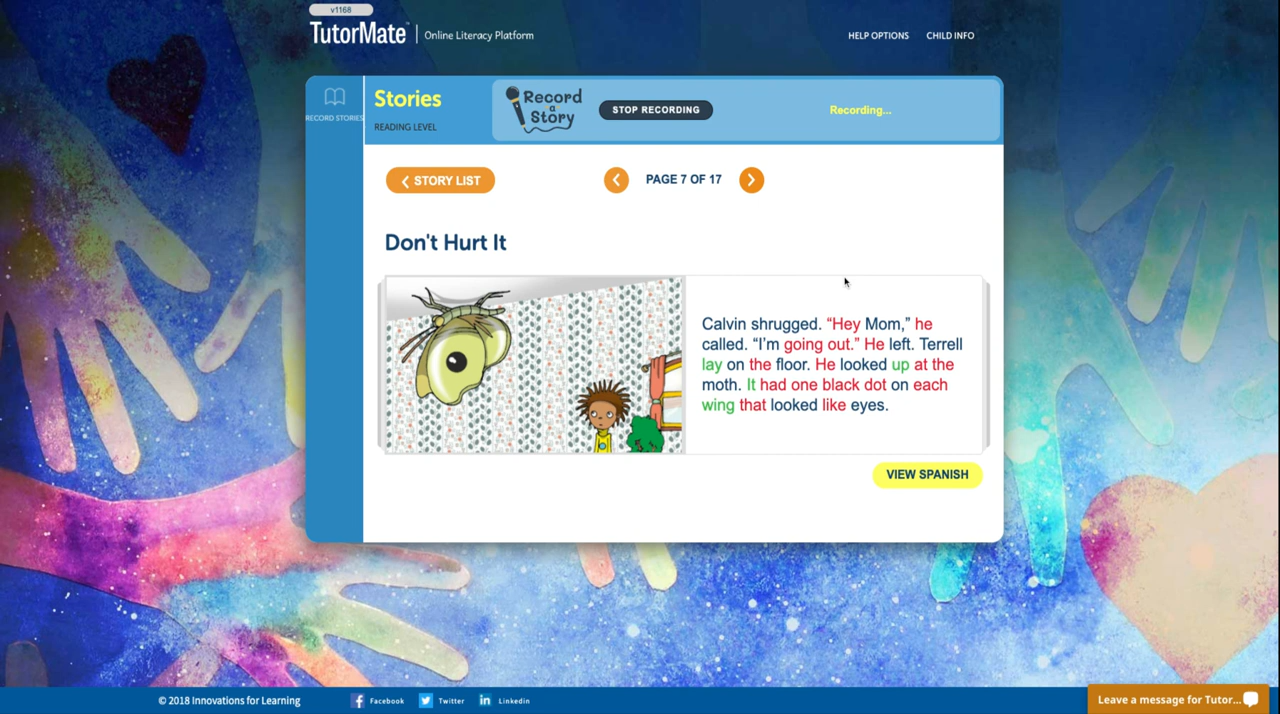 v1168
TutorMate™ | Online Literacy Platform
HELP OPTIONS
CHILD INFO
RECORD STORIES
Stories
READING LEVEL
Record
a
Story
STOP RECORDING
Recording...
STORY LIST
PAGE 7 OF 17
Don't Hurt It
Calvin shrugged. “Hey Mom,” he
called. “I’m going out.” He left. Terrell
lay on the floor. He looked up at the
moth. It had one black dot on each
wing that looked like eyes.
VIEW SPANISH
© 2018 Innovations for Learning
Facebook
Twitter
Linkedin
Leave a message for Tutor...